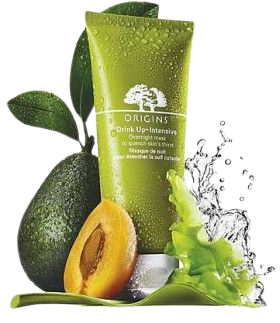 ORIGINS
Drink Up-Intensive
Overnight mask
to quench skin's thirst
Masque de nuit
pour étancher la soif cutanée